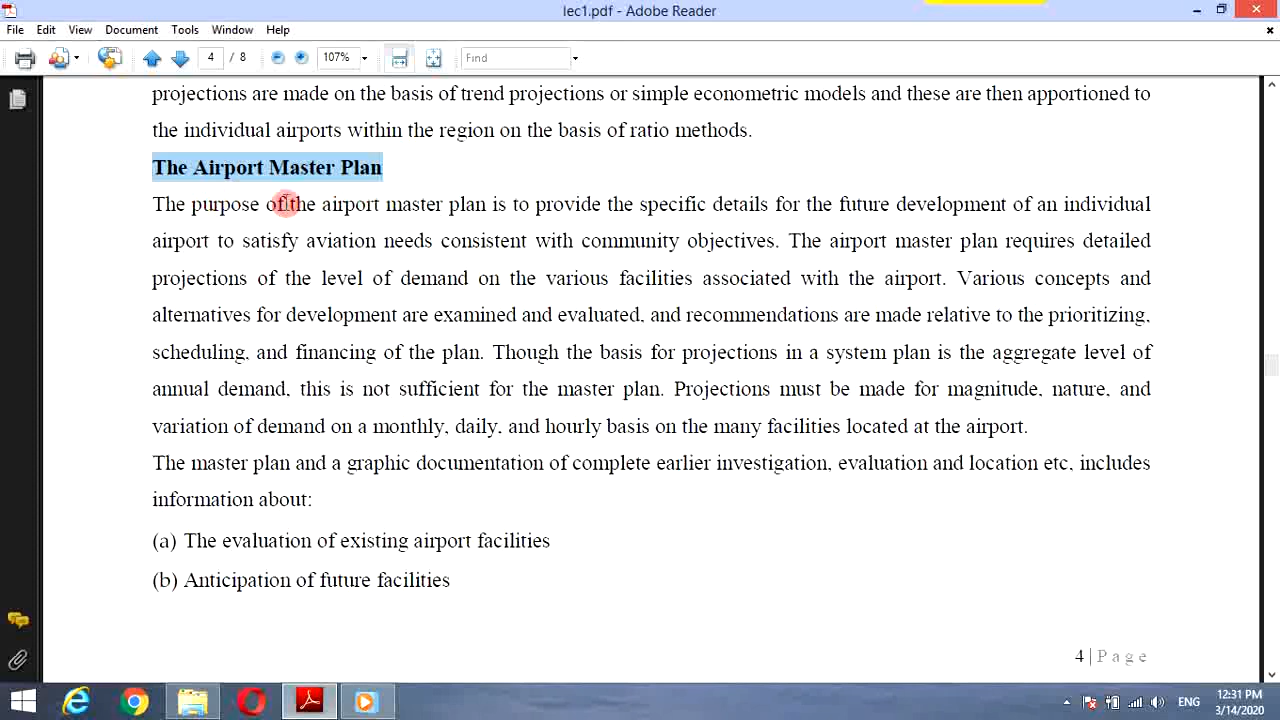 lec1.pdf - Adobe Reader
File Edit View Document Tools Window Help
4 / 8 107% Find
projections are made on the basis of trend projections or simple econometric models and these are then apportioned to
the individual airports within the region on the basis of ratio methods.
The Airport Master Plan
The purpose of the airport master plan is to provide the specific details for the future development of an individual
airport to satisfy aviation needs consistent with community objectives. The airport master plan requires detailed
projections of the level of demand on the various facilities associated with the airport. Various concepts and
alternatives for development are examined and evaluated, and recommendations are made relative to the prioritizing,
scheduling, and financing of the plan. Though the basis for projections in a system plan is the aggregate level of
annual demand, this is not sufficient for the master plan. Projections must be made for magnitude, nature, and
variation of demand on a monthly, daily, and hourly basis on the many facilities located at the airport.
The master plan and a graphic documentation of complete earlier investigation, evaluation and location etc, includes
information about:
(a) The evaluation of existing airport facilities
(b) Anticipation of future facilities
4 | P a g e
ENG
12:31 PM
3/14/2020